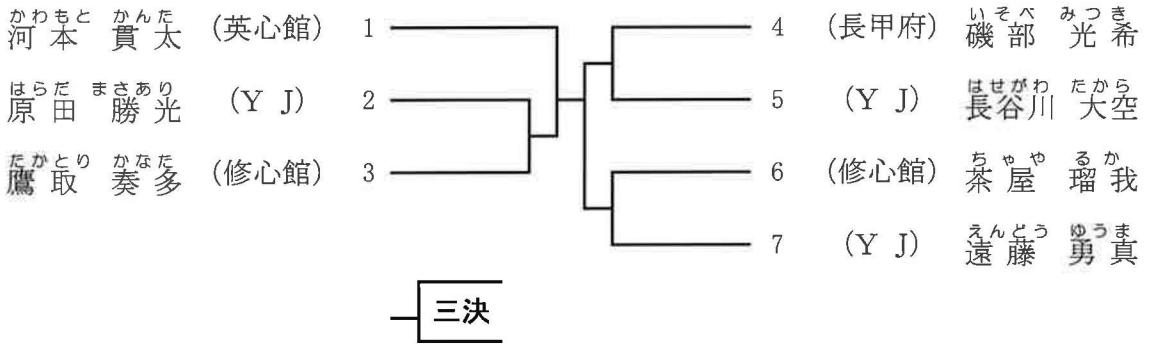 かわもと かんた
河本 貫太 (英心館) 1
はらだ まさあり
原田 勝光 (Y J) 2
たかとり かなた
鷹取 奏多 (修心館) 3
いそべ みつき
4 (長甲府) 磯部 光希
はせがわ たから
5 (Y J) 長谷川 大空
ちゃや るか
6 (修心館) 茶屋 瑠我
えんどう ゆうま
7 (Y J) 遠藤 勇真
三決